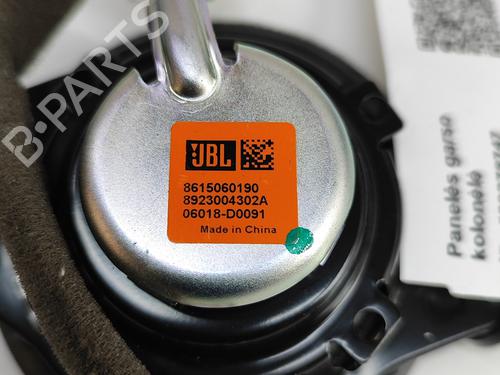 B-PARTS
JBL
8615060190
8923004302A
06018-D0091
Made in China
Panelės garso
kolonėlė